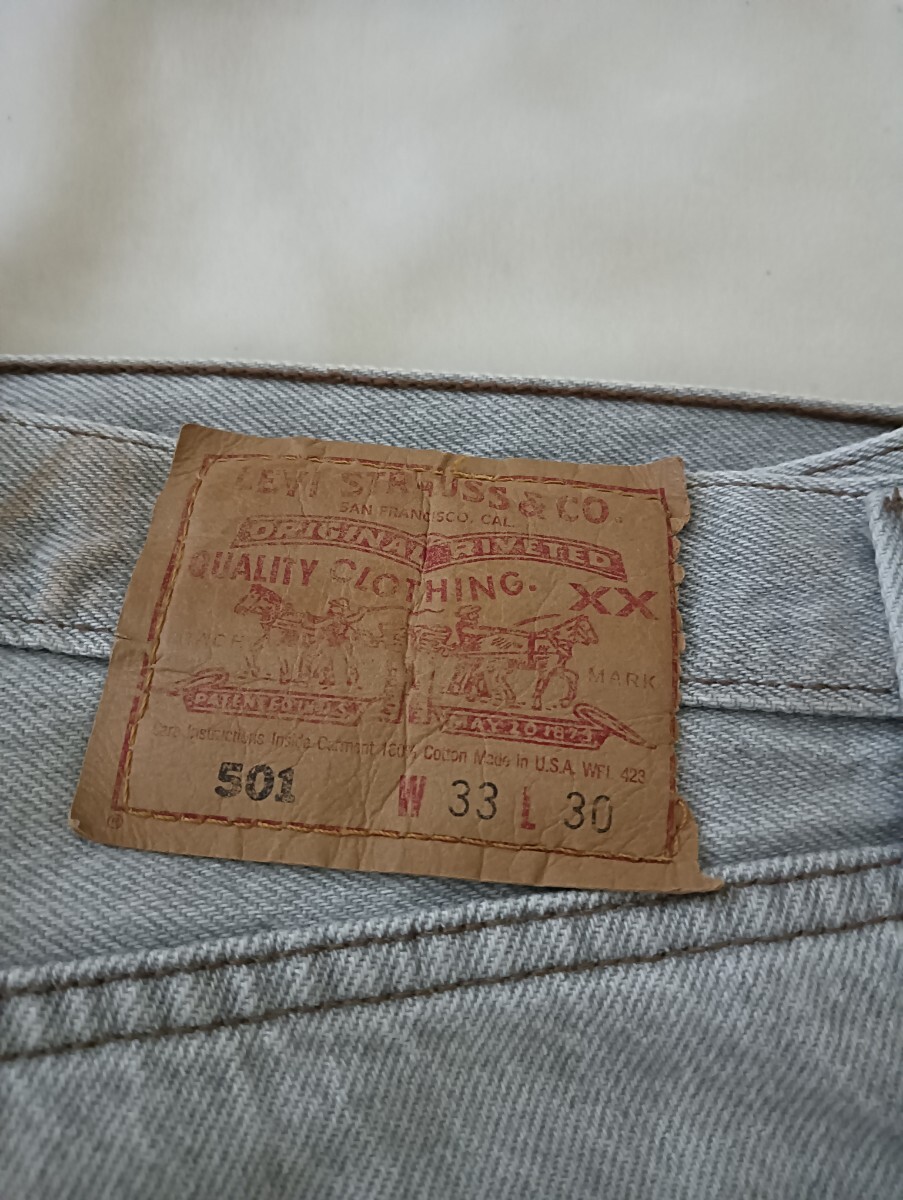 LEVI STRAUSS & CO.
SAN FRANCISCO, CAL.
ORIGINAL RIVETED
QUALITY CLOTHING.
XX
MARK
PATENTED IN U.S.
MAY 20 1873
Care Instructions Inside Garment 100% Cotton Made in U.S.A. WPL 423
501 W 33 L 30
®